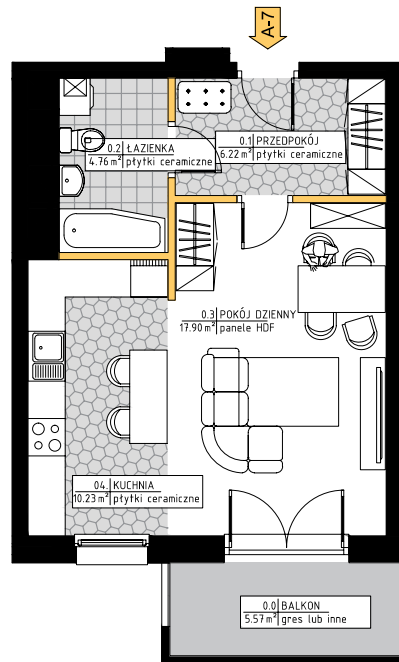 A-7
0.2 ŁAZIENKA
4.76 m² płytki ceramiczne
0.1 PRZEDPOKÓJ
6.22 m² płytki ceramiczne
0.3 POKÓJ DZIENNY
17.90 m² panele HDF
04. KUCHNIA
10.23 m² płytki ceramiczne
0.0 BALKON
5.57 m² gres lub inne